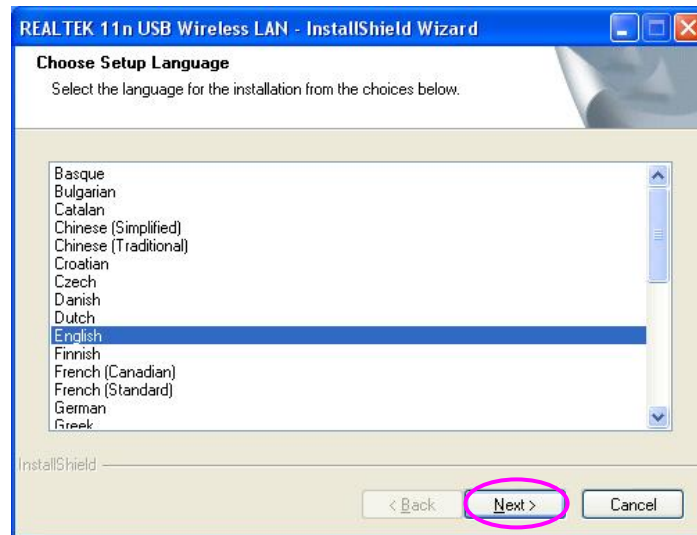 REALTEK 11n USB Wireless LAN - InstallShield Wizard
Choose Setup Language
Select the language for the installation from the choices below.
Basque
Bulgarian
Catalan
Chinese (Simplified)
Chinese (Traditional)
Croatian
Czech
Danish
Dutch
English
Finnish
French (Canadian)
French (Standard)
German
Greek
InstallShield
< Back Next > Cancel